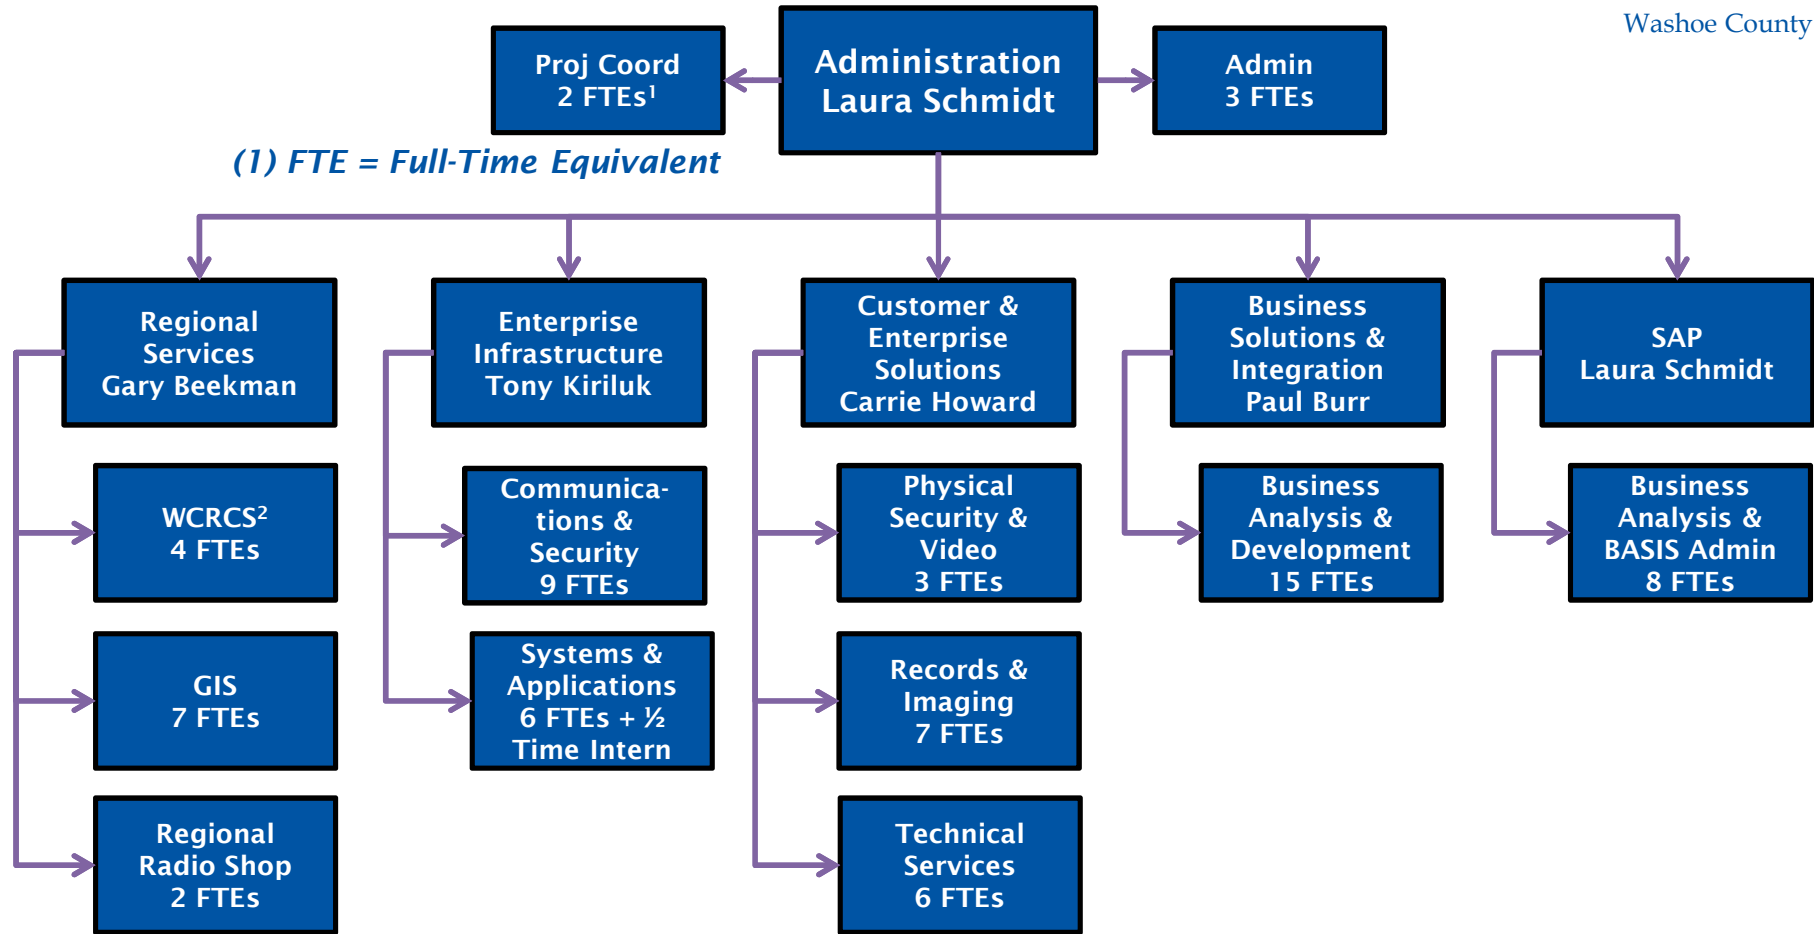 Washoe County
Proj Coord
2 FTEs¹
Administration
Laura Schmidt
Admin
3 FTEs
(1) FTE = Full-Time Equivalent
Regional
Services
Gary Beekman
Enterprise
Infrastructure
Tony Kiriluk
Customer &
Enterprise
Solutions
Carrie Howard
Business
Solutions &
Integration
Paul Burr
SAP
Laura Schmidt
WCRCS²
4 FTEs
Communica-
tions &
Security
9 FTEs
Physical
Security &
Video
3 FTEs
Business
Analysis &
Development
15 FTEs
Business
Analysis &
BASIS Admin
8 FTEs
GIS
7 FTEs
Systems &
Applications
6 FTEs + ½
Time Intern
Records &
Imaging
7 FTEs
Regional
Radio Shop
2 FTEs
Technical
Services
6 FTEs